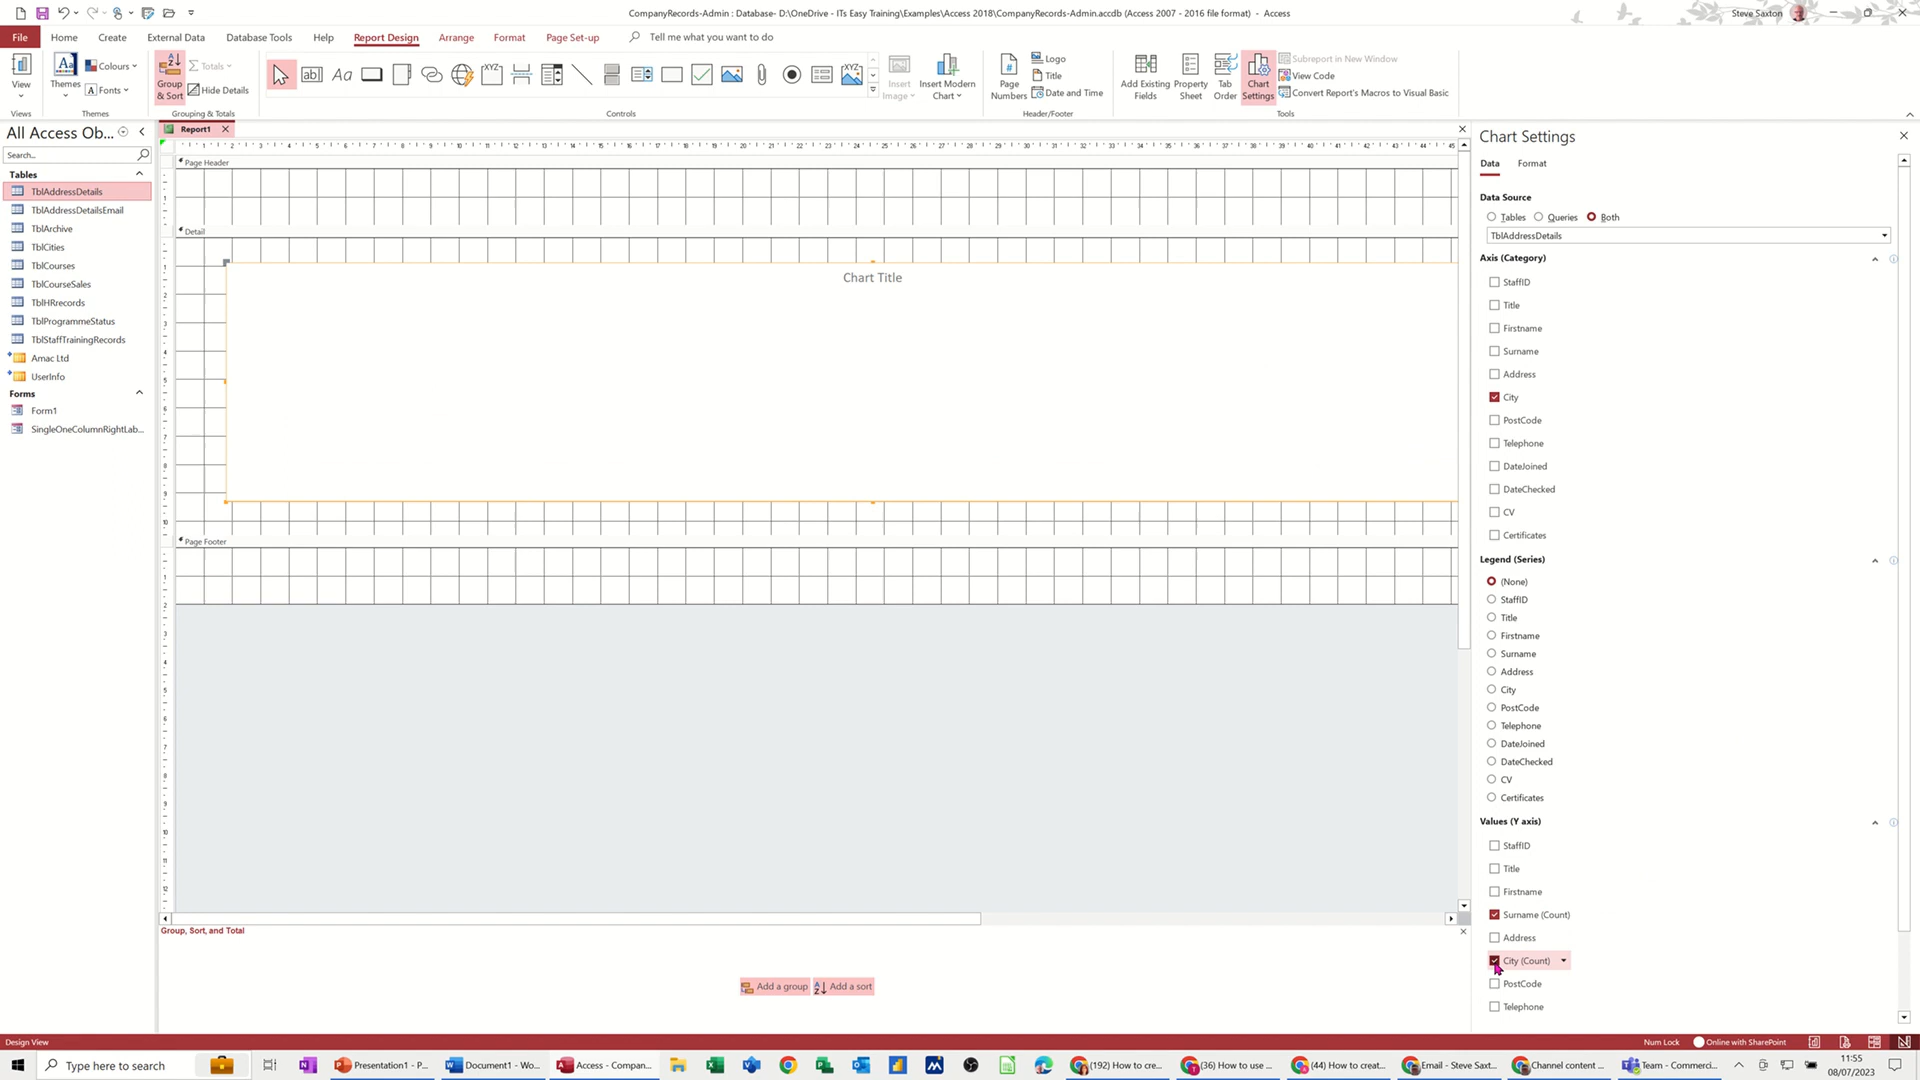 CompanyRecords-Admin : Database- D:\OneDrive - ITs Easy Training\Examples\Access 2018\CompanyRecords-Admin.accdb (Access 2007 - 2016 file format) - Access
Steve Saxton
File Home Create External Data Database Tools Help Report Design Arrange Format Page Set-up Tell me what you want to do
View
Themes
Colours
Fonts
Group & Sort
Totals
Hide Details
Insert Image
Insert Modern Chart
Page Numbers
Logo
Title
Date and Time
Add Existing Fields
Property Sheet
Tab Order
Chart Settings
Subreport in New Window
View Code
Convert Report's Macros to Visual Basic
Views Themes Grouping & Totals Controls Header/Footer Tools
All Access Ob...
Search...
Tables
TblAddressDetails
TblAddressDetailsEmail
TblArchive
TblCities
TblCourses
TblCourseSales
TblHRrecords
TblProgrammeStatus
TblStaffTrainingRecords
Amac Ltd
UserInfo
Forms
Form1
SingleOneColumnRightLab...
Report1
Page Header
Detail
Chart Title
Page Footer
Group, Sort, and Total
Add a group
Add a sort
Chart Settings
Data Format
Data Source
Tables Queries Both
TblAddressDetails
Axis (Category)
StaffID
Title
Firstname
Surname
Address
City
PostCode
Telephone
DateJoined
DateChecked
CV
Certificates
Legend (Series)
(None)
StaffID
Title
Firstname
Surname
Address
City
PostCode
Telephone
DateJoined
DateChecked
CV
Certificates
Values (Y axis)
StaffID
Title
Firstname
Surname (Count)
Address
City (Count)
PostCode
Telephone
Design View
Num Lock Online with SharePoint
Type here to search
Presentation1 - P...
Document1 - Wo...
Access - Compan...
(192) How to cre...
(36) How to use ...
(44) How to creat...
Email - Steve Saxt...
Channel content ...
Team - Commerci...
11:55
08/07/2023